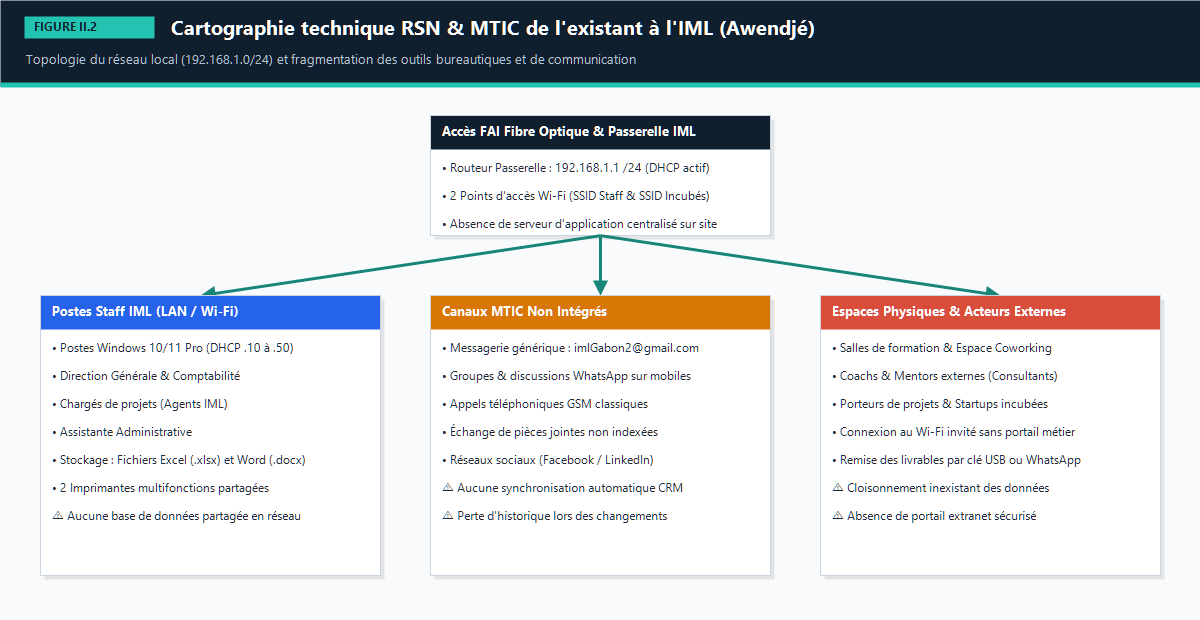 FIGURE II.2
Cartographie technique RSN & MTIC de l'existant à l'IML (Awendjé)
Topologie du réseau local (192.168.1.0/24) et fragmentation des outils bureautiques et de communication
Accès FAI Fibre Optique & Passerelle IML
• Routeur Passerelle : 192.168.1.1 /24 (DHCP actif)
• 2 Points d'accès Wi-Fi (SSID Staff & SSID Incubés)
• Absence de serveur d'application centralisé sur site
Postes Staff IML (LAN / Wi-Fi)
• Postes Windows 10/11 Pro (DHCP .10 à .50)
• Direction Générale & Comptabilité
• Chargés de projets (Agents IML)
• Assistante Administrative
• Stockage : Fichiers Excel (.xlsx) et Word (.docx)
• 2 Imprimantes multifonctions partagées
⚠ Aucune base de données partagée en réseau
Canaux MTIC Non Intégrés
• Messagerie générique : imlGabon2@gmail.com
• Groupes & discussions WhatsApp sur mobiles
• Appels téléphoniques GSM classiques
• Échange de pièces jointes non indexées
• Réseaux sociaux (Facebook / LinkedIn)
⚠ Aucune synchronisation automatique CRM
⚠ Perte d'historique lors des changements
Espaces Physiques & Acteurs Externes
• Salles de formation & Espace Coworking
• Coachs & Mentors externes (Consultants)
• Porteurs de projets & Startups incubées
• Connexion au Wi-Fi invité sans portail métier
• Remise des livrables par clé USB ou WhatsApp
⚠ Cloisonnement inexistant des données
⚠ Absence de portail extranet sécurisé